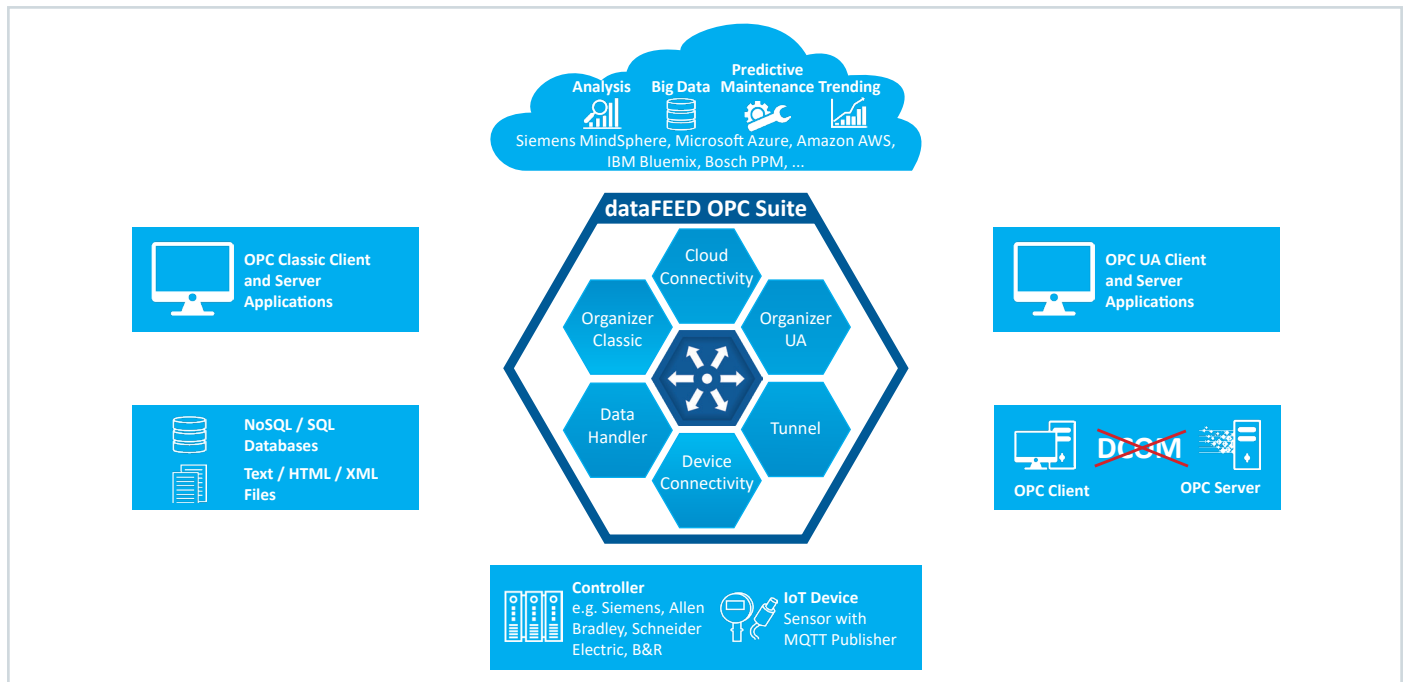 Analysis
Big Data
Predictive
Maintenance
Trending
Siemens MindSphere, Microsoft Azure, Amazon AWS,
IBM Bluemix, Bosch PPM, ...
dataFEED OPC Suite
Cloud
Connectivity
Organizer
Classic
Organizer
UA
Data
Handler
Tunnel
Device
Connectivity
OPC Classic Client
and Server
Applications
OPC UA Client
and Server
Applications
NoSQL / SQL
Databases
Text / HTML / XML
Files
DCOM
OPC Client
OPC Server
Controller
e.g. Siemens, Allen
Bradley, Schneider
Electric, B&R
IoT Device
Sensor with
MQTT Publisher